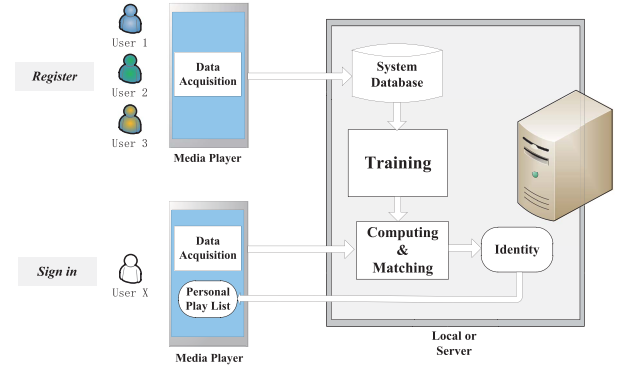 Register
User 1
User 2
User 3
Data
Acquisition
Media Player
System
Database
Training
Sign in
User X
Data
Acquisition
Personal
Play List
Media Player
Computing
&
Matching
Identity
Local or
Server